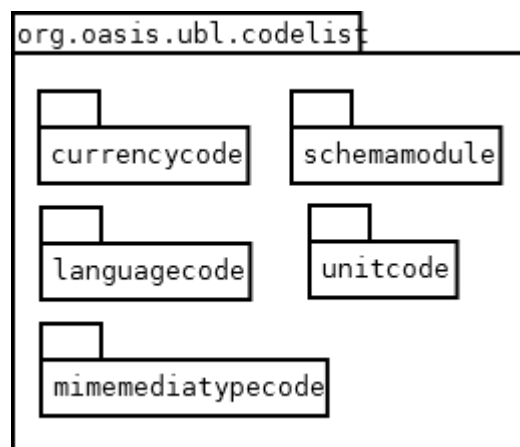 org.oasis.ubl.codelist
currencycode
schemamodule
languagecode
unitcode
mimemediatypecode